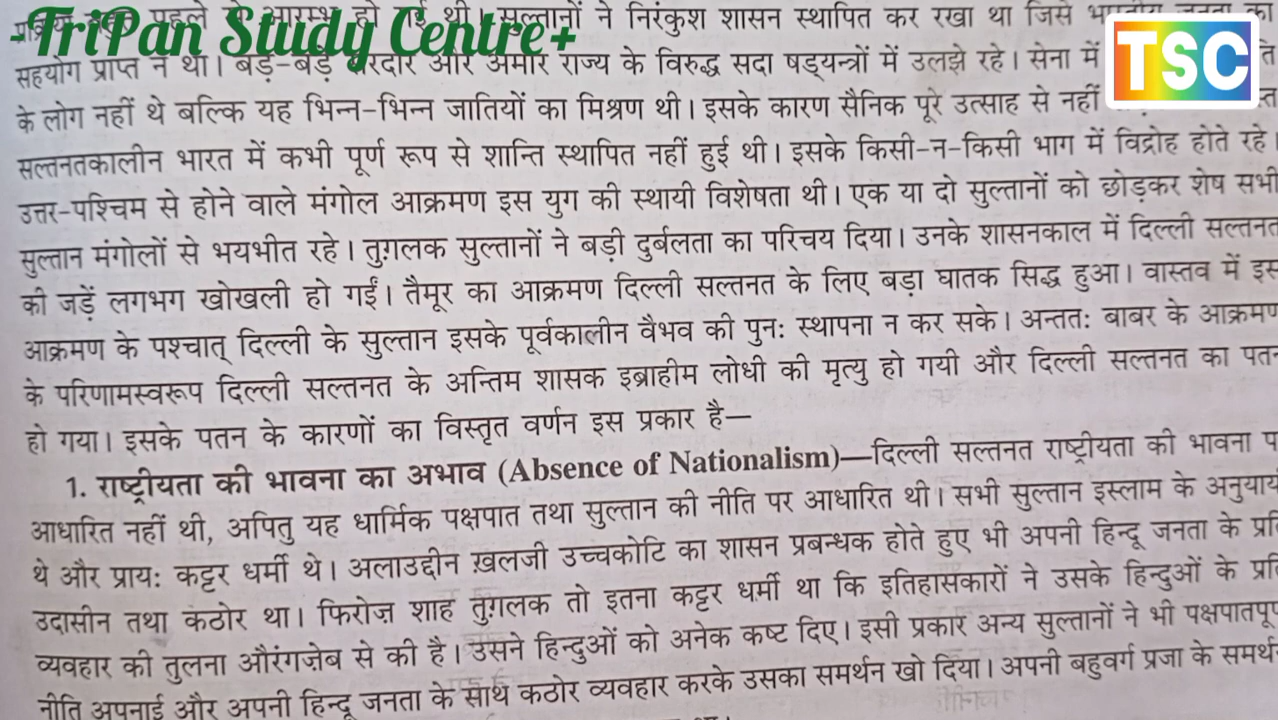 -TriPan Study Centre+
TSC
पहले से आरम्भ हो गई थी। सुल्तानों ने निरंकुश शासन स्थापित कर रखा था जिसे भारतीय जनता का
सहयोग प्राप्त न था। बड़े-बड़े सरदार और अमीर राज्य के विरुद्ध सदा षड्यन्त्रों में उलझे रहे। सेना में
के लोग नहीं थे बल्कि यह भिन्न-भिन्न जातियों का मिश्रण थी। इसके कारण सैनिक पूरे उत्साह से नहीं
सल्तनतकालीन भारत में कभी पूर्ण रूप से शान्ति स्थापित नहीं हुई थी। इसके किसी-न-किसी भाग में विद्रोह होते रहे।
उत्तर-पश्चिम से होने वाले मंगोल आक्रमण इस युग की स्थायी विशेषता थी। एक या दो सुल्तानों को छोड़कर शेष सभी
सुल्तान मंगोलों से भयभीत रहे। तुग़लक सुल्तानों ने बड़ी दुर्बलता का परिचय दिया। उनके शासनकाल में दिल्ली सल्तनत
की जड़ें लगभग खोखली हो गईं। तैमूर का आक्रमण दिल्ली सल्तनत के लिए बड़ा घातक सिद्ध हुआ। वास्तव में इस
आक्रमण के पश्चात् दिल्ली के सुल्तान इसके पूर्वकालीन वैभव की पुनः स्थापना न कर सके। अन्ततः बाबर के आक्रमण
के परिणामस्वरूप दिल्ली सल्तनत के अन्तिम शासक इब्राहीम लोधी की मृत्यु हो गयी और दिल्ली सल्तनत का पतन
हो गया। इसके पतन के कारणों का विस्तृत वर्णन इस प्रकार है—
1. राष्ट्रीयता की भावना का अभाव (Absence of Nationalism)—दिल्ली सल्तनत राष्ट्रीयता की भावना प
आधारित नहीं थी, अपितु यह धार्मिक पक्षपात तथा सुल्तान की नीति पर आधारित थी। सभी सुल्तान इस्लाम के अनुयायी
थे और प्रायः कट्टर धर्मी थे। अलाउद्दीन ख़लजी उच्चकोटि का शासन प्रबन्धक होते हुए भी अपनी हिन्दू जनता के प्रति
उदासीन तथा कठोर था। फिरोज़ शाह तुग़लक तो इतना कट्टर धर्मी था कि इतिहासकारों ने उसके हिन्दुओं के प्रति
व्यवहार की तुलना औरंगजेब से की है। उसने हिन्दुओं को अनेक कष्ट दिए। इसी प्रकार अन्य सुल्तानों ने भी पक्षपातपूर्ण
नीति अपनाई और अपनी हिन्दू जनता के साथ कठोर व्यवहार करके उसका समर्थन खो दिया। अपनी बहुवर्ग प्रजा के समर्थन